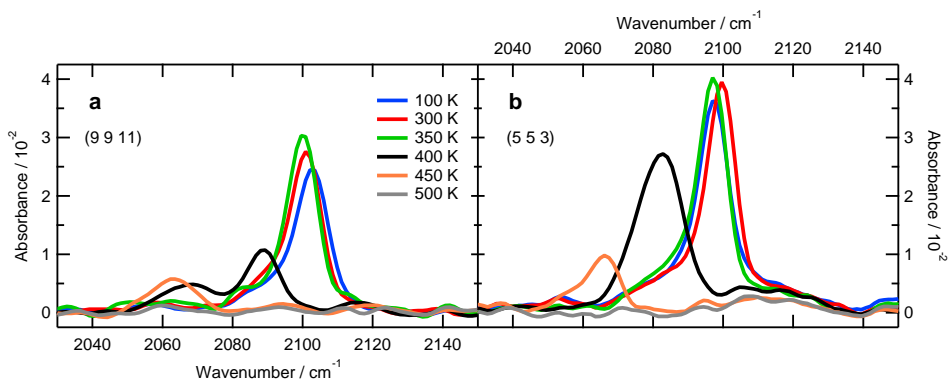 Wavenumber / cm⁻¹
2040 2060 2080 2100 2120 2140
4
3
2
1
0
Absorbance / 10⁻²
a
(9 9 11)
100 K
300 K
350 K
400 K
450 K
500 K
b
(5 5 3)
4
3
2
1
0
Absorbance / 10⁻²
2040 2060 2080 2100 2120 2140
Wavenumber / cm⁻¹